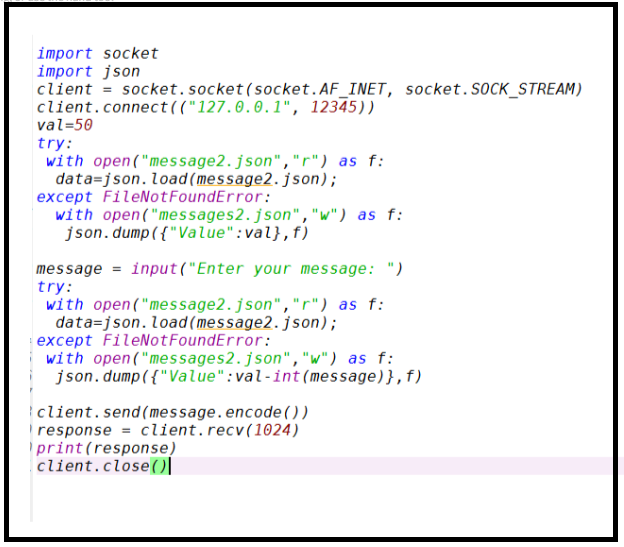 import socket
import json
client = socket.socket(socket.AF_INET, socket.SOCK_STREAM)
client.connect(("127.0.0.1", 12345))
val=50
try:
 with open("message2.json","r") as f:
  data=json.load(message2.json);
except FileNotFoundError:
  with open("messages2.json","w") as f:
   json.dump({"Value":val},f)

message = input("Enter your message: ")
try:
 with open("message2.json","r") as f:
  data=json.load(message2.json);
except FileNotFoundError:
 with open("messages2.json","w") as f:
  json.dump({"Value":val-int(message)},f)

client.send(message.encode())
response = client.recv(1024)
print(response)
client.close()